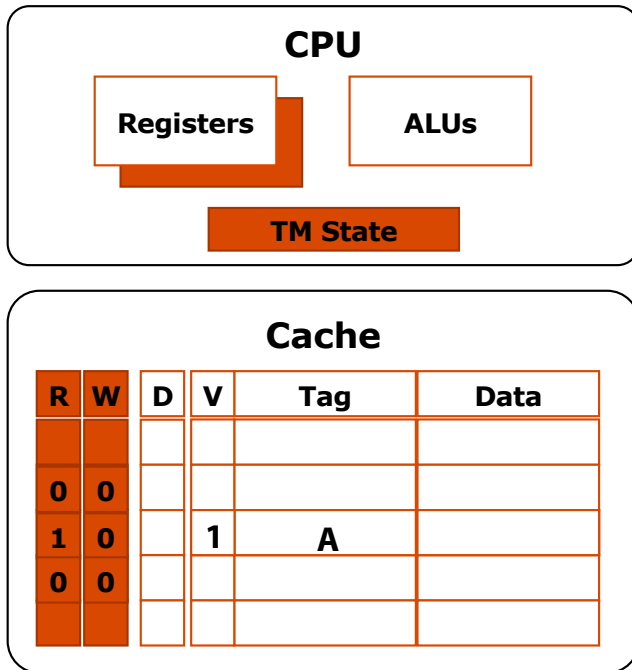 CPU
Registers ALUs
TM State
Cache
R W D V Tag Data
0 0
1 0 1 A
0 0